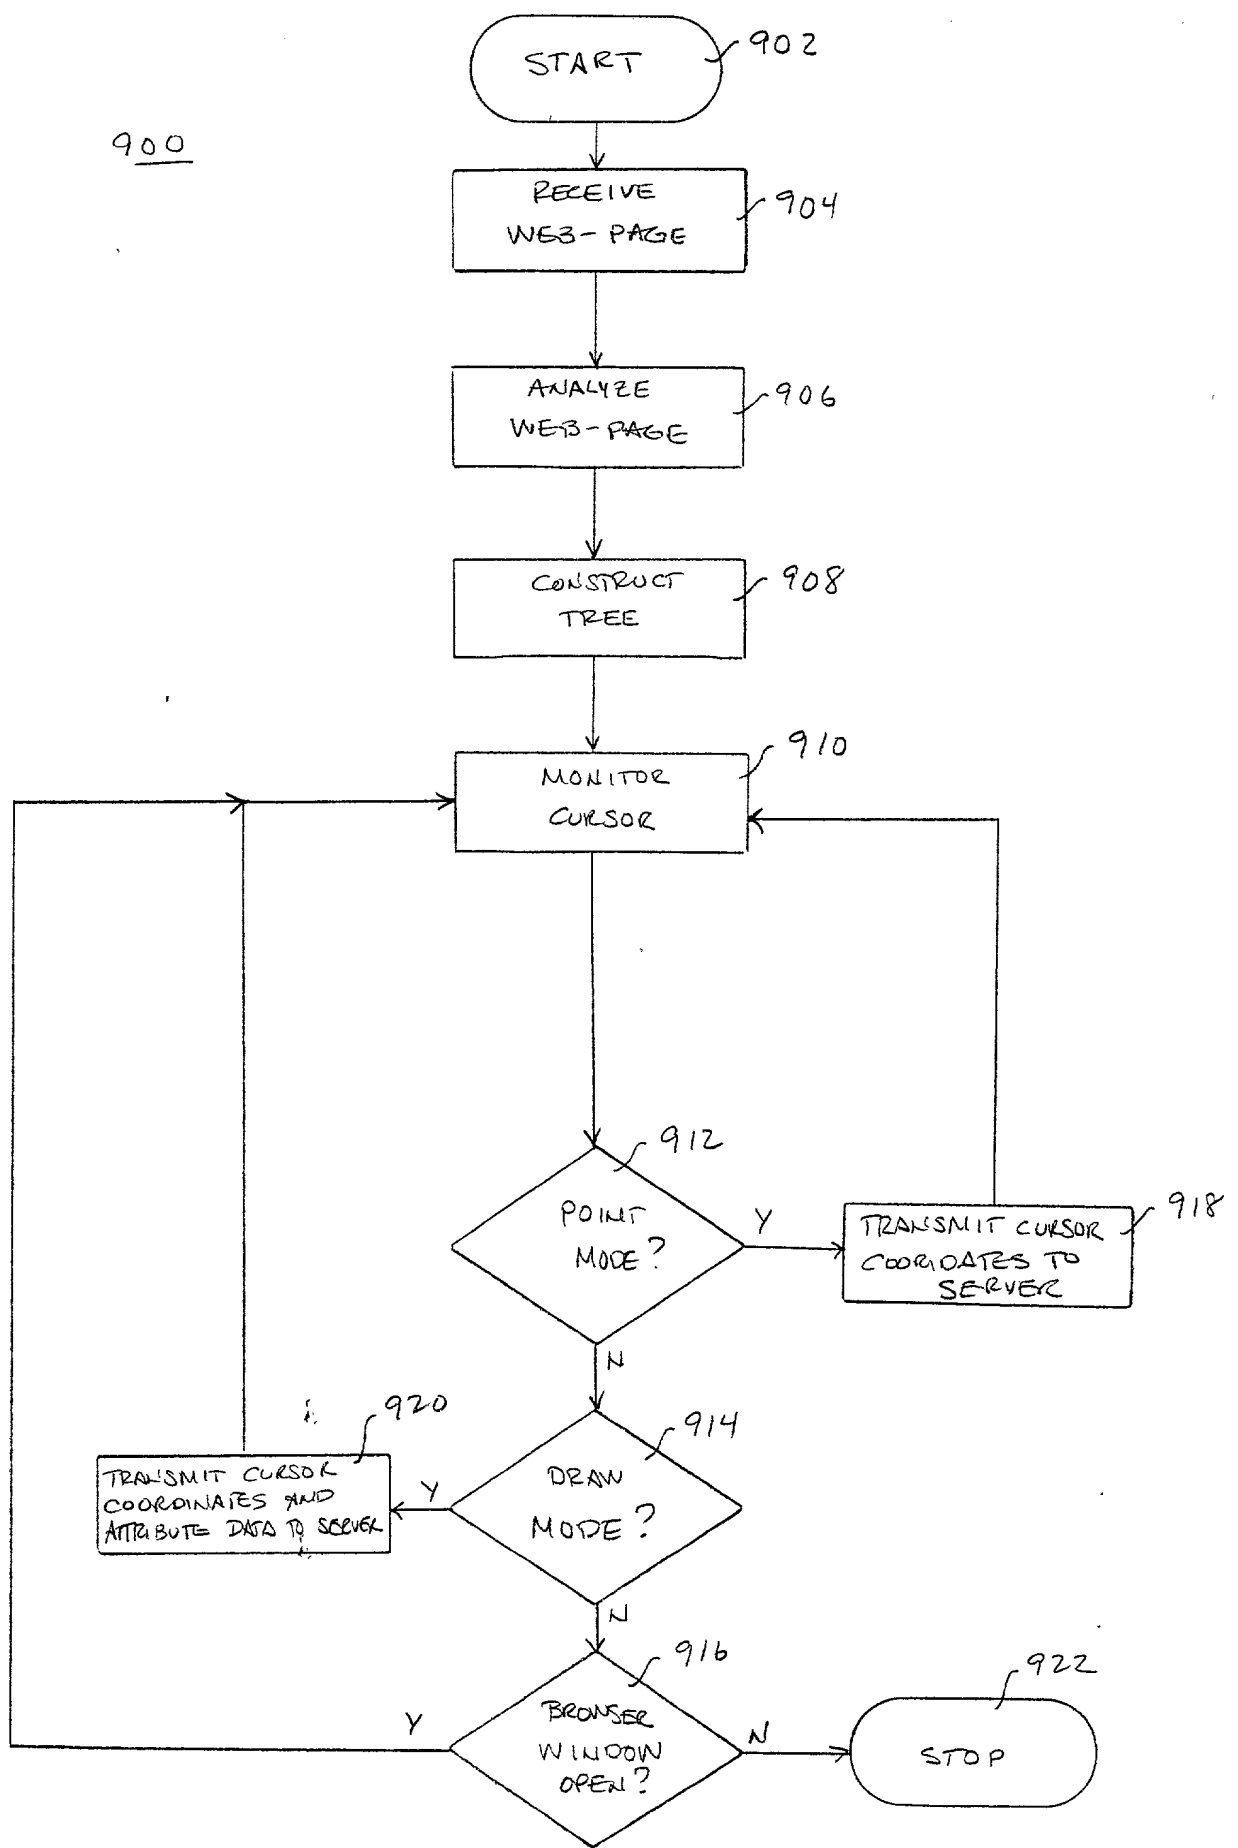 START
902
900
RECEIVE
WEB-PAGE
904
ANALYZE
WEB-PAGE
906
CONSTRUCT
TREE
908
MONITOR
CURSOR
910
912
POINT
MODE?
Y
TRANSMIT CURSOR
COORIDATES TO
SERVER
918
N
920
TRANSMIT CURSOR
COORDINATES AND
ATTRIBUTE DATA TO SERVER
Y
914
DRAW
MODE?
N
916
Y
BROWSER
WINDOW
OPEN?
N
922
STOP